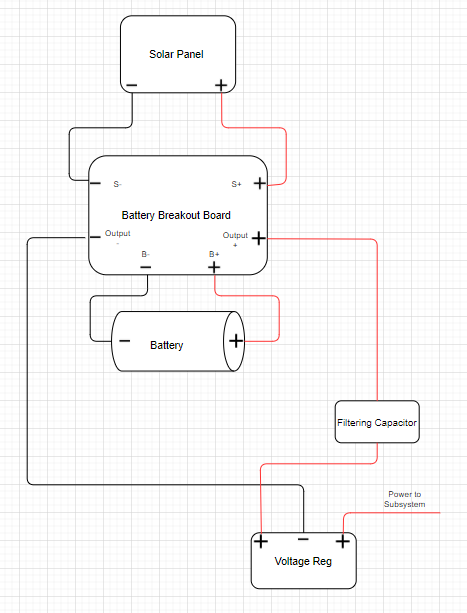 Solar Panel
S-
S+
Battery Breakout Board
Output
-
Output
+
B-
B+
Battery
Filtering Capacitor
Power to
Subsystem
Voltage Reg